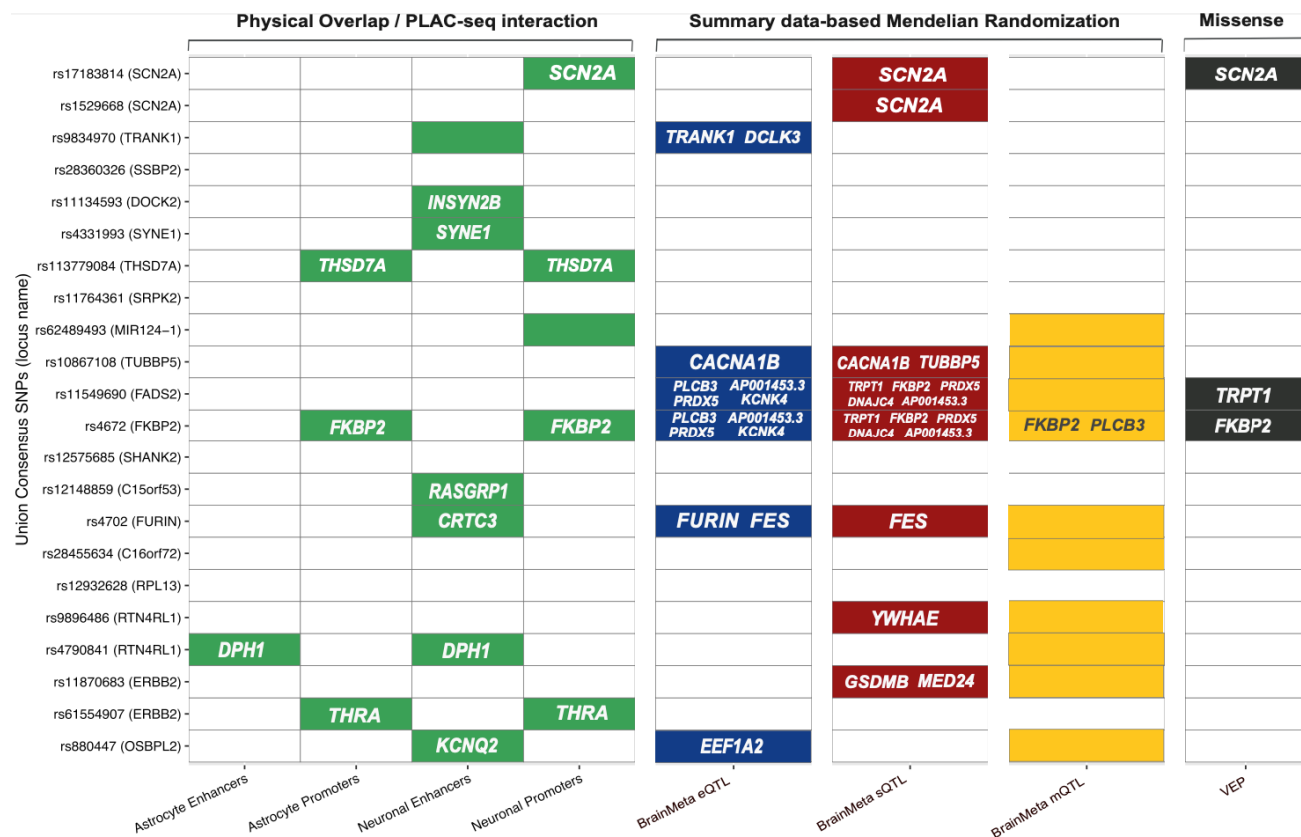 Physical Overlap / PLAC-seq interaction Summary data-based Mendelian Randomization Missense
Union Consensus SNPs (locus name)
rs17183814 (SCN2A) SCN2A SCN2A SCN2A
rs1529668 (SCN2A) SCN2A
rs9834970 (TRANK1) TRANK1 DCLK3
rs28360326 (SSBP2)
rs11134593 (DOCK2) INSYN2B
rs4331993 (SYNE1) SYNE1
rs113779084 (THSD7A) THSD7A THSD7A
rs11764361 (SRPK2)
rs62489493 (MIR124−1)
rs10867108 (TUBBP5) CACNA1B CACNA1B TUBBP5
rs11549690 (FADS2) PLCB3 AP001453.3 TRPT1 FKBP2 PRDX5 TRPT1
PRDX5 KCNK4 DNAJC4 AP001453.3
rs4672 (FKBP2) FKBP2 FKBP2 PLCB3 AP001453.3 TRPT1 FKBP2 PRDX5 FKBP2 PLCB3 FKBP2
PRDX5 KCNK4 DNAJC4 AP001453.3
rs12575685 (SHANK2)
rs12148859 (C15orf53) RASGRP1
rs4702 (FURIN) CRTC3 FURIN FES FES
rs28455634 (C16orf72)
rs12932628 (RPL13)
rs9896486 (RTN4RL1) YWHAE
rs4790841 (RTN4RL1) DPH1 DPH1
rs11870683 (ERBB2) GSDMB MED24
rs61554907 (ERBB2) THRA THRA
rs880447 (OSBPL2) KCNQ2 EEF1A2
Astrocyte Enhancers Astrocyte Promoters Neuronal Enhancers Neuronal Promoters BrainMeta eQTL BrainMeta sQTL BrainMeta mQTL VEP